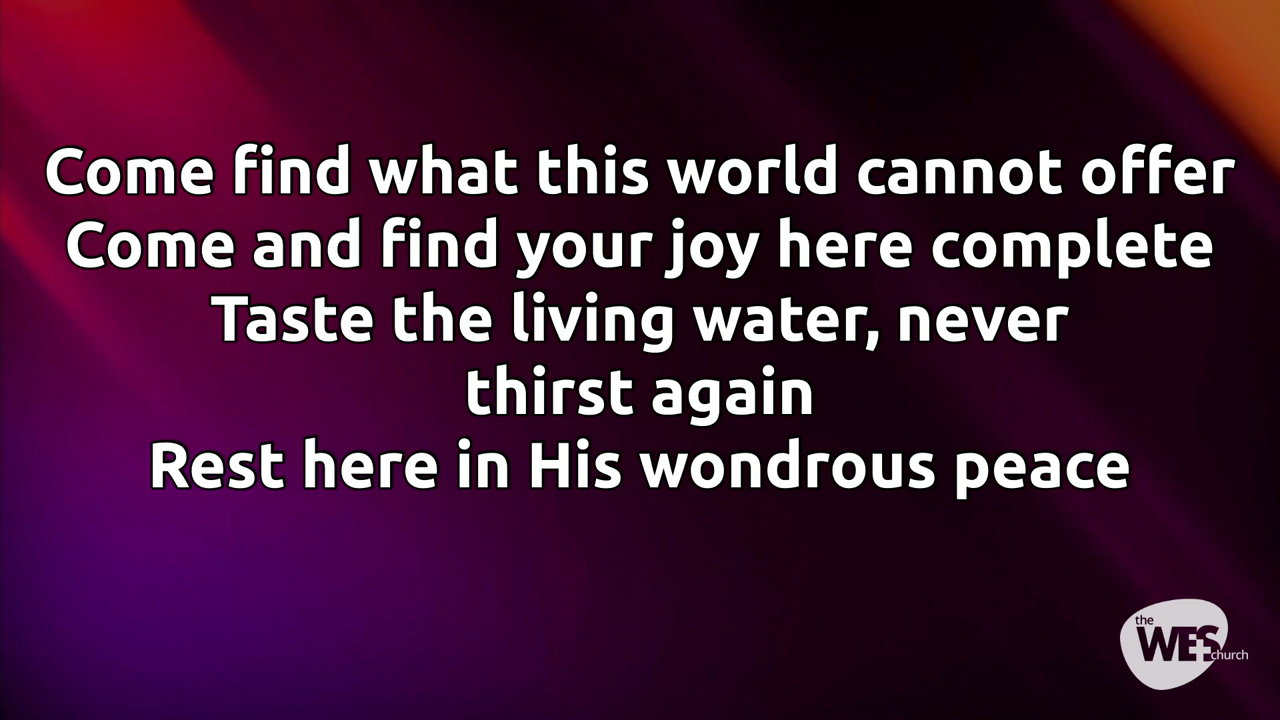 Come find what this world cannot offer
Come and find your joy here complete
Taste the living water, never
thirst again
Rest here in His wondrous peace
the
WES
church